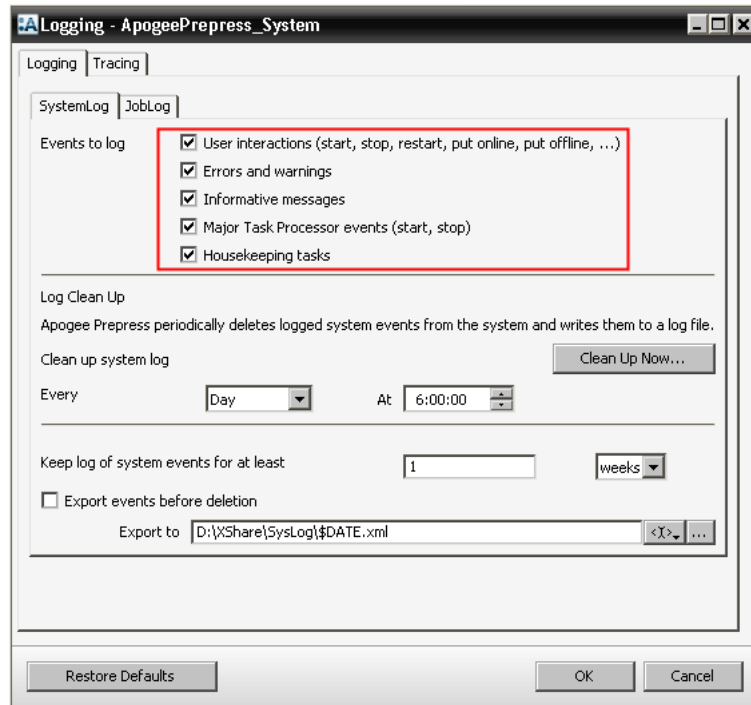 Logging - ApogeePrepress_System
Logging Tracing
SystemLog JobLog
Events to log User interactions (start, stop, restart, put online, put offline, ...)
Errors and warnings
Informative messages
Major Task Processor events (start, stop)
Housekeeping tasks
Log Clean Up
Apogee Prepress periodically deletes logged system events from the system and writes them to a log file.
Clean up system log Clean Up Now...
Every Day At 6:00:00
Keep log of system events for at least 1 weeks
Export events before deletion
Export to D:\XShare\SysLog\$DATE.xml ...
Restore Defaults OK Cancel